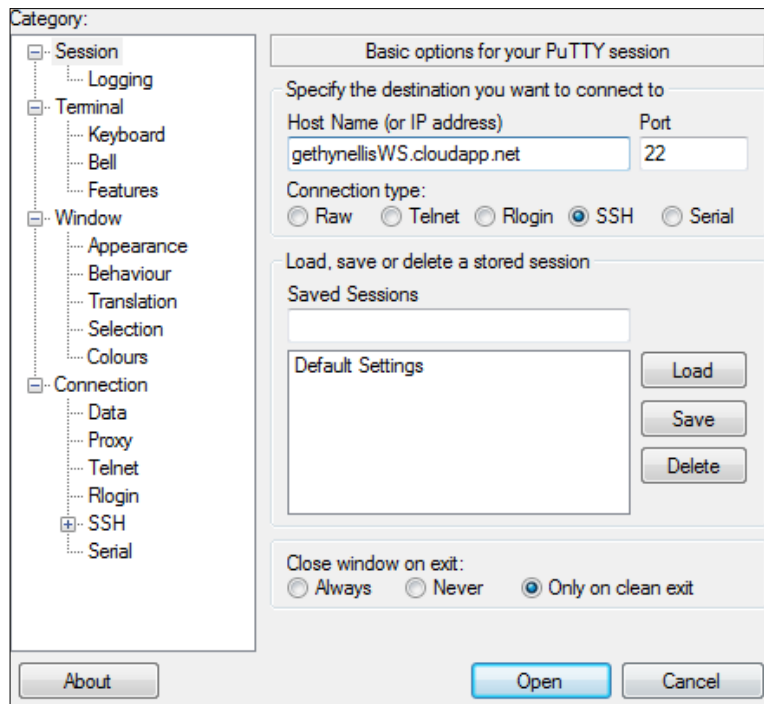 Category:
Session
Logging
Terminal
Keyboard
Bell
Features
Window
Appearance
Behaviour
Translation
Selection
Colours
Connection
Data
Proxy
Telnet
Rlogin
SSH
Serial
Basic options for your PuTTY session
Specify the destination you want to connect to
Host Name (or IP address) Port
gethynellisWS.cloudapp.net 22
Connection type:
Raw Telnet Rlogin SSH Serial
Load, save or delete a stored session
Saved Sessions
Default Settings
Load
Save
Delete
Close window on exit:
Always Never Only on clean exit
About Open Cancel